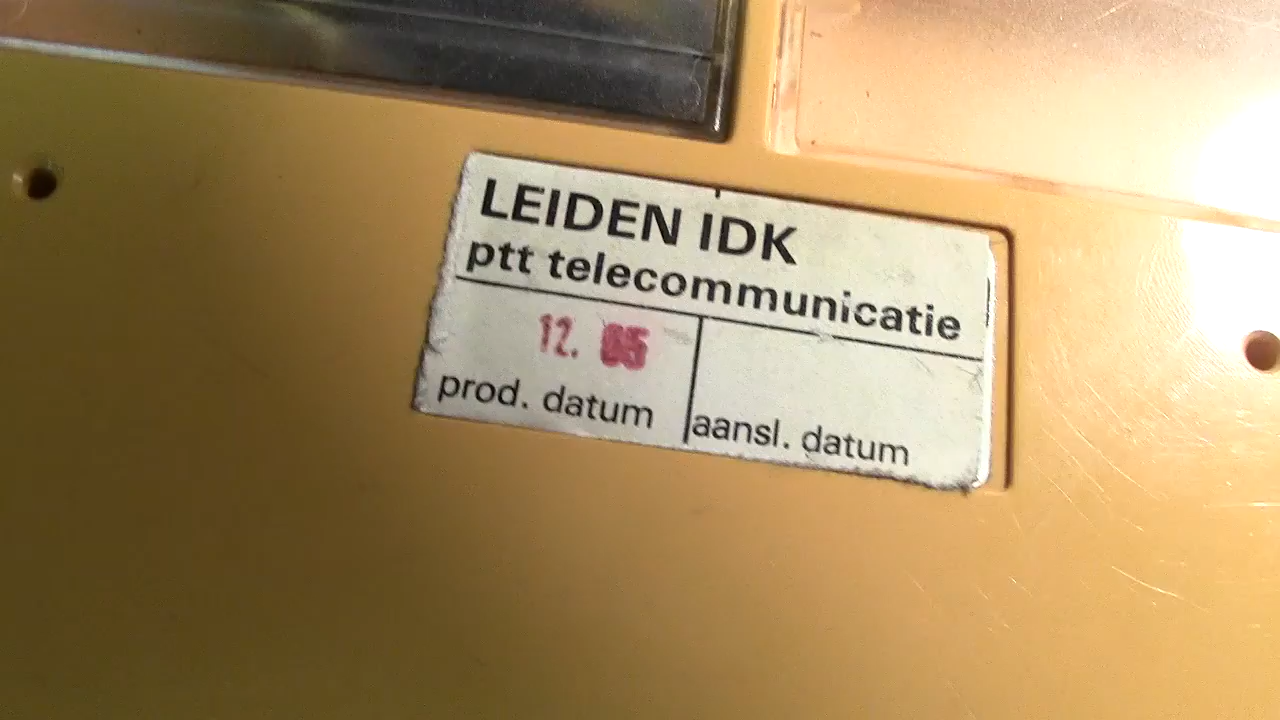 LEIDEN IDK
ptt telecommunicatie
12.
prod. datum
aansl. datum